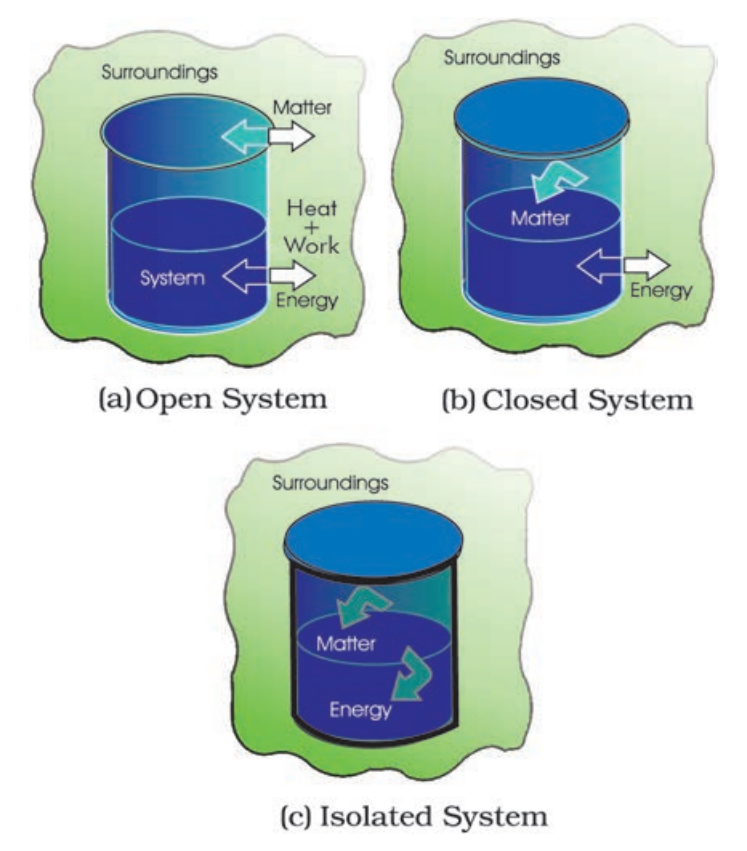 Surroundings
Matter
Heat
+
Work
System
Energy
(a) Open System
Surroundings
Matter
Energy
(b) Closed System
Surroundings
Matter
Energy
(c) Isolated System